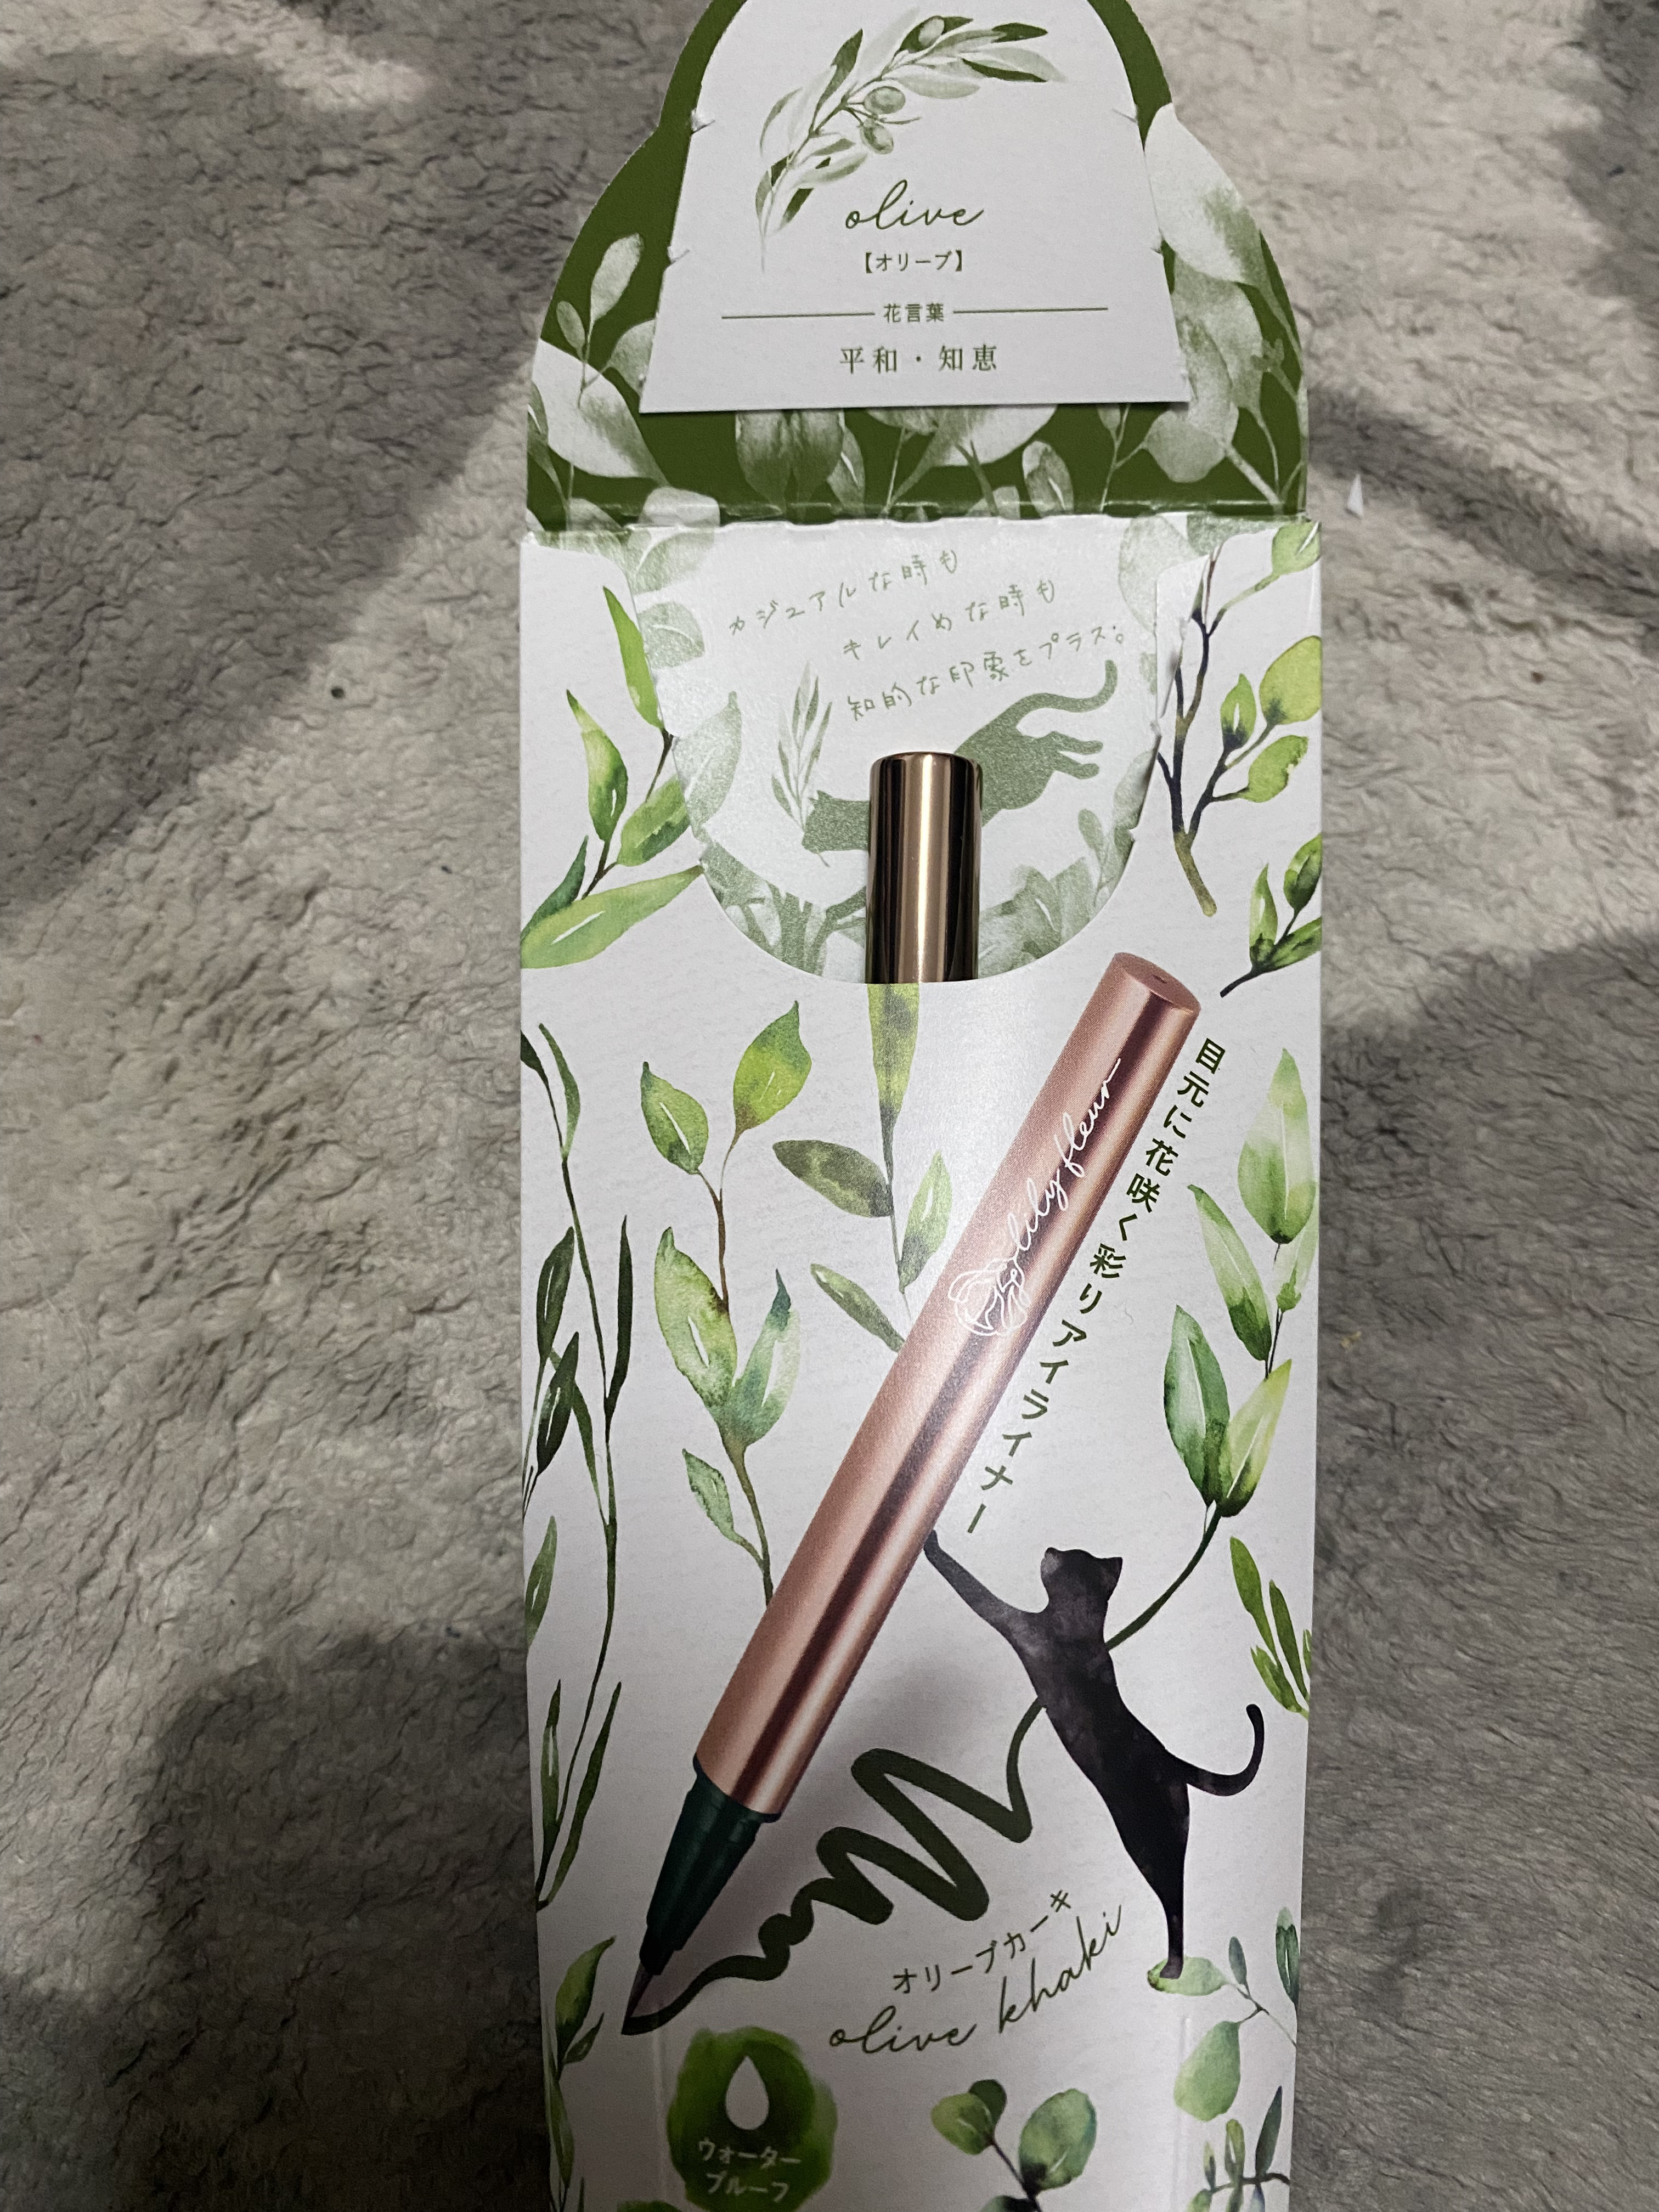 olive
【オリーブ】
花言葉
平和・知恵
カジュアルな時も
キレイめな時も
知的な印象をプラス。
lily fleur
目元に花咲く彩りアイライナー
オリーブカーキ
olive khaki
ウォーター
プルーフ